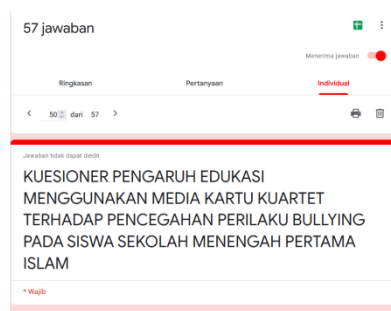 57 jawaban
Menerima jawaban
Ringkasan Pertanyaan Individual
50 dari 57
Jawaban tidak dapat diedit
KUESIONER PENGARUH EDUKASI
MENGGUNAKAN MEDIA KARTU KUARTET
TERHADAP PENCEGAHAN PERILAKU BULLYING
PADA SISWA SEKOLAH MENENGAH PERTAMA
ISLAM
* Wajib